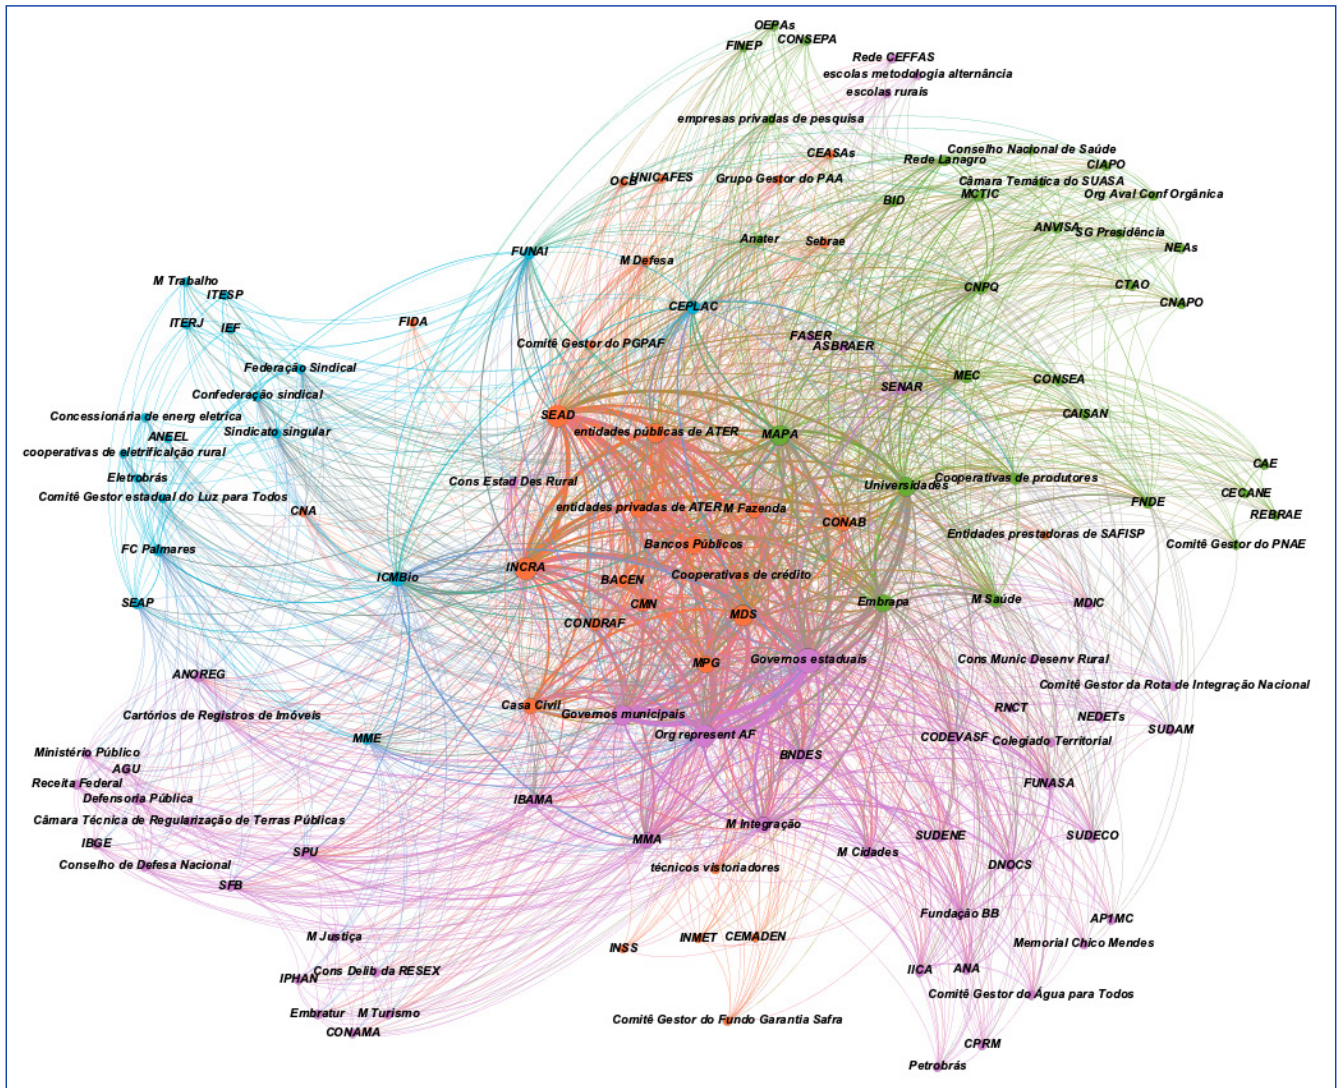 OEPAs
CONSEPA
FINEP
Rede CEFFAS
escolas metodologia alternância
escolas rurais
empresas privadas de pesquisa
CEASAs
Conselho Nacional de Saúde
Rede Lanagro
CIAPO
OCB
UNICAFES
Grupo Gestor do PAA
Câmara Temática do SUASA
MCTIC
Org Aval Conf Orgânica
BID
ANVISA
SG Presidência
NEAs
Anater
Sebrae
FUNAI
M Defesa
M Trabalho
ITESP
CNPQ
CTAO
CNAPO
CEPLAC
ITERJ
IEF
FIDA
FASER
ASBRAER
Comitê Gestor do PGPAF
Federação Sindical
MEC
CONSEA
SENAR
Confederação sindical
CAISAN
Concessionária de energ eletrica
SEAD
ANEEL
Sindicato singular
entidades públicas de ATER
MAPA
cooperativas de eletrificalção rural
CAE
Eletrobrás
Cons Estad Des Rural
Universidades
Cooperativas de produtores
CECANE
Comitê Gestor estadual do Luz para Todos
CNA
entidades privadas de ATER
M Fazenda
FNDE
REBRAE
CONAB
Entidades prestadoras de SAFISP
FC Palmares
Bancos Públicos
Comitê Gestor do PNAE
ICMBio
INCRA
BACEN
Cooperativas de crédito
SEAP
CMN
Embrapa
M Saúde
MDIC
CONDRAF
MDS
ANOREG
MPG
Governos estaduais
Cons Munic Desenv Rural
Comitê Gestor da Rota de Integração Nacional
Cartórios de Registros de Imóveis
Casa Civil
Governos municipais
RNCT
NEDETs
SUDAM
MME
Org represent AF
CODEVASF
Colegiado Territorial
Ministério Público
AGU
BNDES
Receita Federal
FUNASA
Defensoria Pública
IBAMA
Câmara Técnica de Regularização de Terras Públicas
M Integração
IBGE
MMA
SUDENE
SUDECO
SPU
M Cidades
Conselho de Defesa Nacional
técnicos vistoriadores
DNOCS
SFB
Fundação BB
AP1MC
M Justiça
INSS
INMET
CEMADEN
Memorial Chico Mendes
IPHAN
Cons Delib da RESEX
IICA
ANA
Comitê Gestor do Água para Todos
Embratur
M Turismo
Comitê Gestor do Fundo Garantia Safra
CONAMA
CPRM
Petrobrás